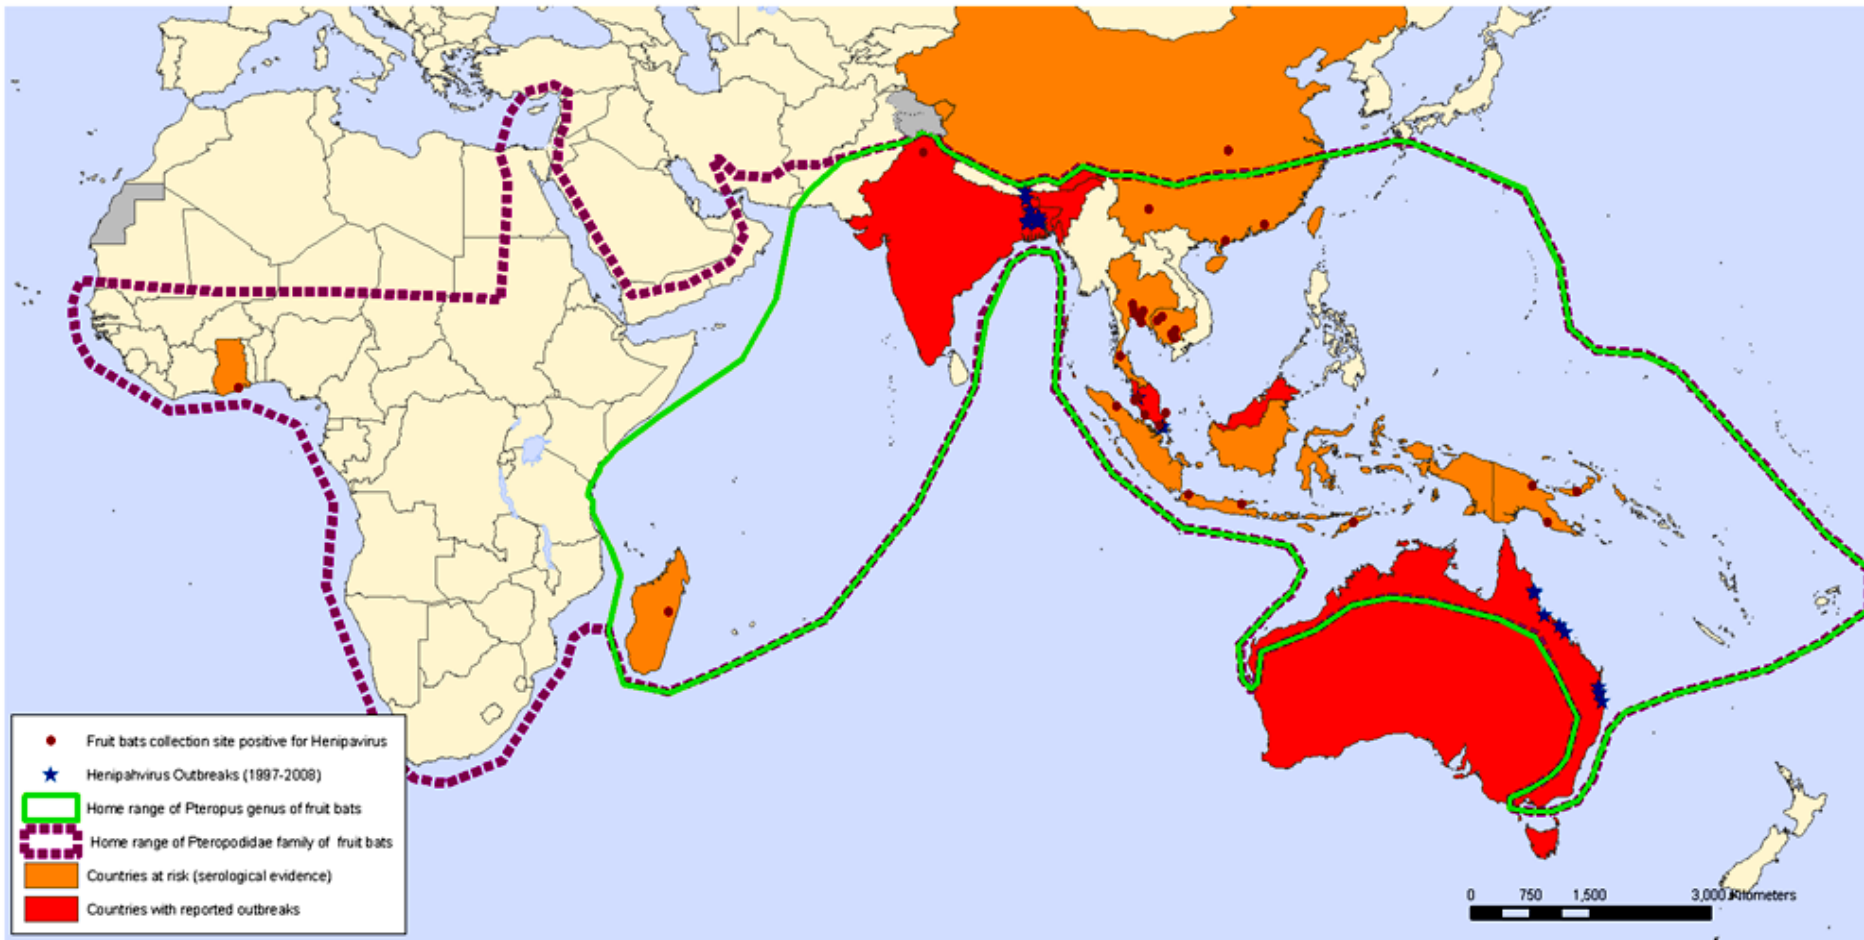 Fruit bats collection site positive for Henipavirus
Henipahvirus Outbreaks (1997-2008)
Home range of Pteropus genus of fruit bats
Home range of Pteropodidae family of fruit bats
Countries at risk (serological evidence)
Countries with reported outbreaks
0 750 1,500 3,000 Kilometers